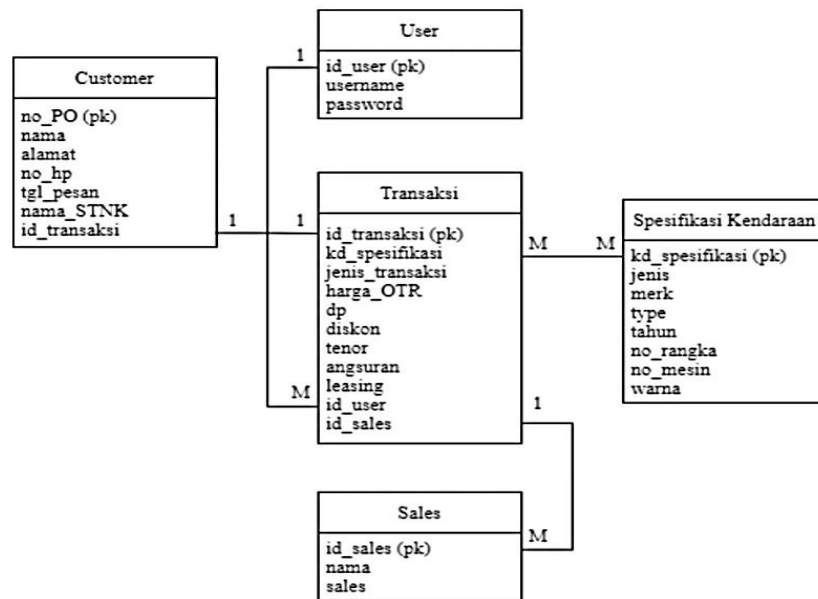 User
id_user (pk)
username
password
1
Customer
no_PO (pk)
nama
alamat
no_hp
tgl_pesan
nama_STNK
id_transaksi
1
1
Transaksi
id_transaksi (pk)
kd_spesifikasi
jenis_transaksi
harga_OTR
dp
diskon
tenor
angsuran
leasing
id_user
id_sales
M
M
M
1
Spesifikasi Kendaraan
kd_spesifikasi (pk)
jenis
merk
type
tahun
no_rangka
no_mesin
warna
Sales
id_sales (pk)
nama
sales
M